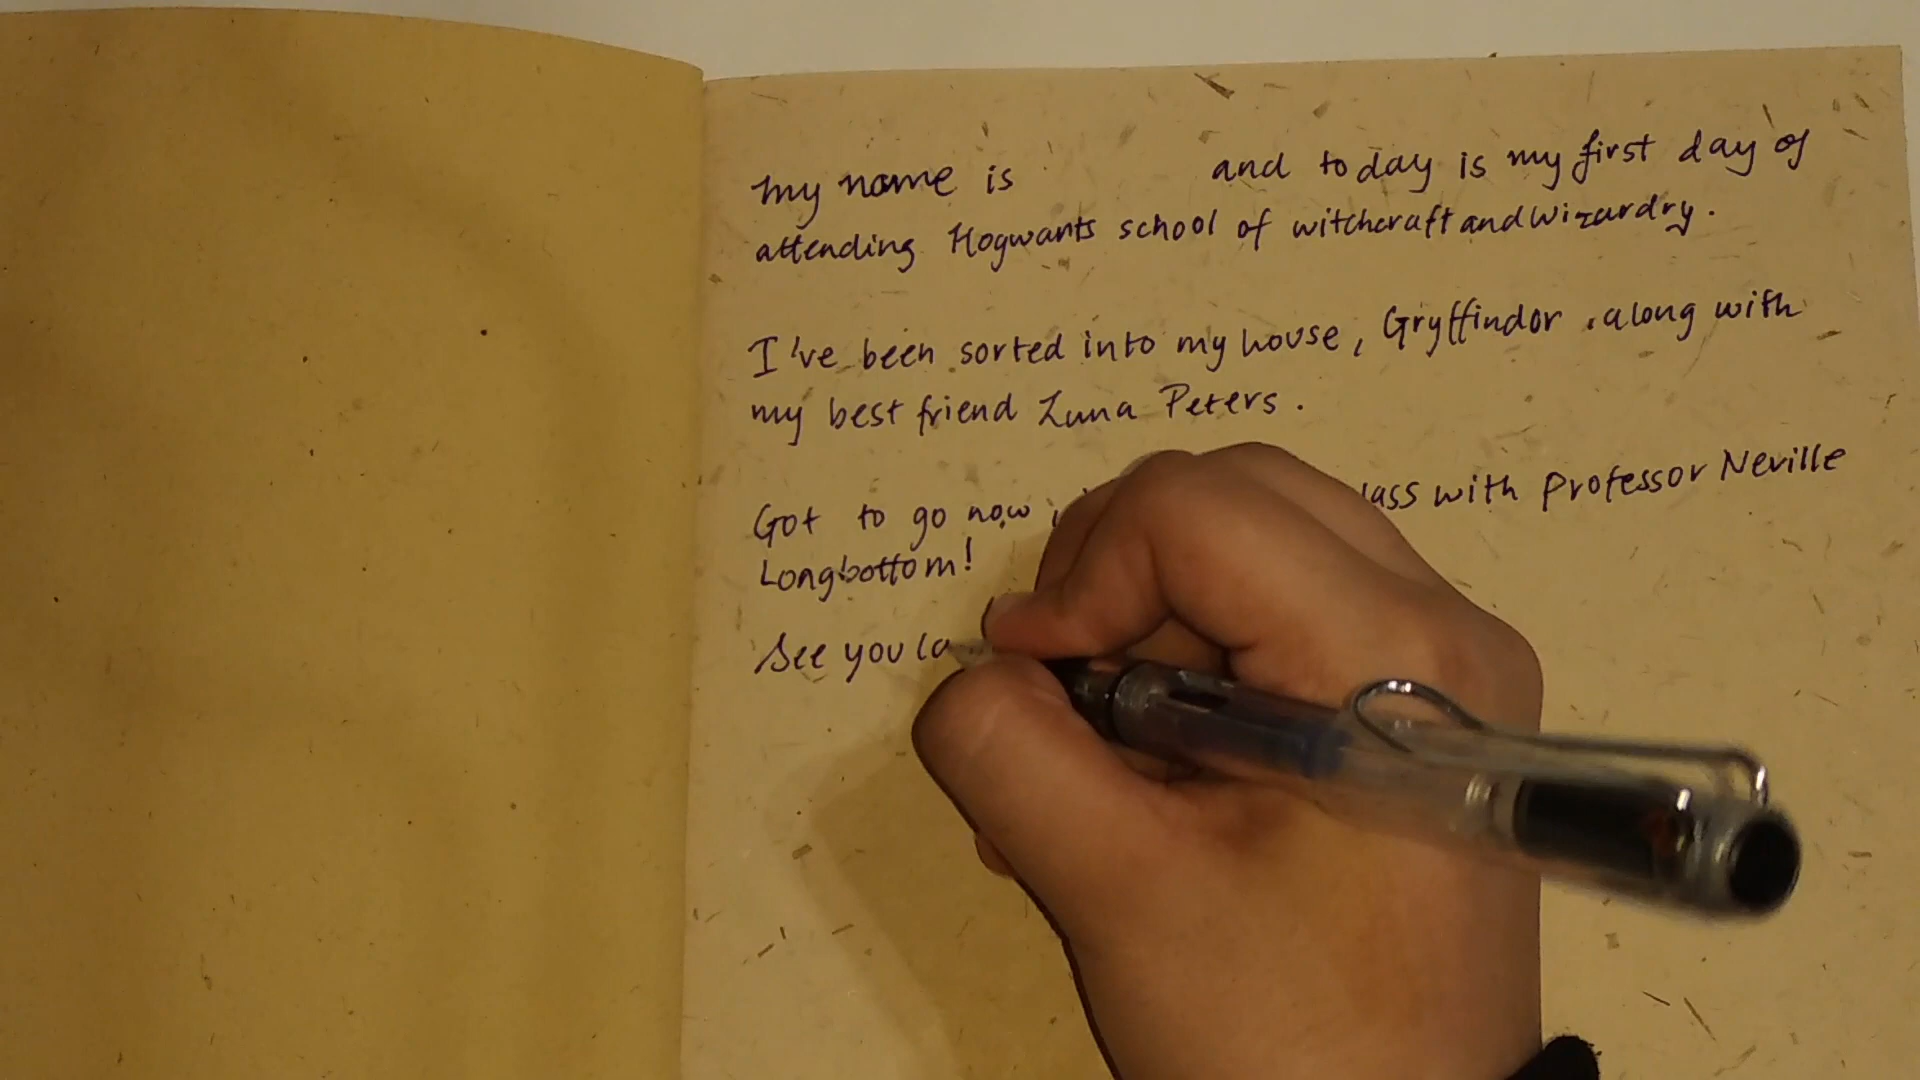 my name is and today is my first day of
attending Hogwarts school of witchcraft and Wizardry.
I've been sorted into my house, Gryffindor, along with
my best friend Luna Peters.
Got to go now, with Professor Neville
Longbottom!
See you